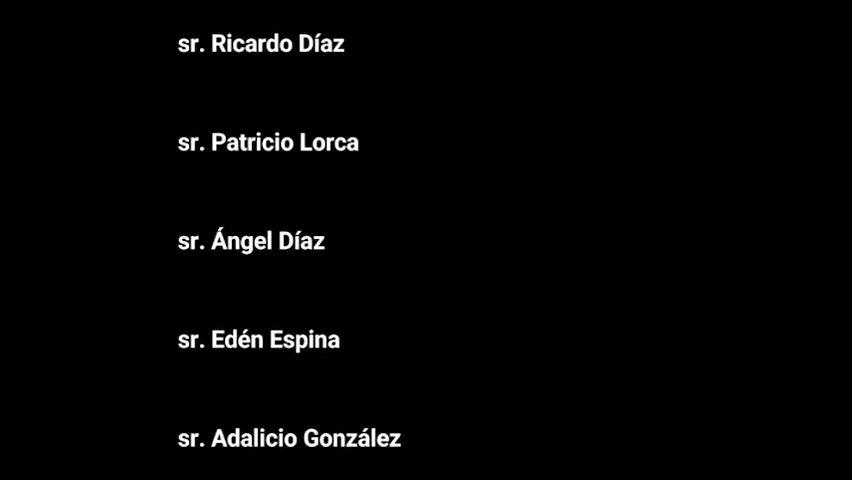 sr. Ricardo Díaz
sr. Patricio Lorca
sr. Ángel Díaz
sr. Edén Espina
sr. Adalicio González